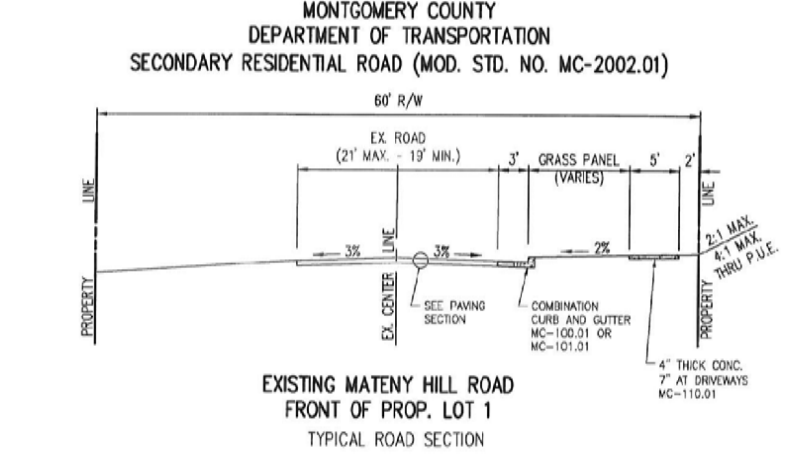 MONTGOMERY COUNTY
DEPARTMENT OF TRANSPORTATION
SECONDARY RESIDENTIAL ROAD (MOD. STD. NO. MC-2002.01)
60' R/W
EX. ROAD
(21' MAX. - 19' MIN.)
3'
GRASS PANEL
(VARIES)
5'
2'
PROPERTY LINE
3%
EX. CENTER LINE
3%
2%
PROPERTY LINE
2:1 MAX.
4:1 MAX.
THRU P.U.E.
SEE PAVING
SECTION
COMBINATION
CURB AND GUTTER
MC-100.01 OR
MC-101.01
4" THICK CONC.
7" AT DRIVEWAYS
MC-110.01
EXISTING MATENY HILL ROAD
FRONT OF PROP. LOT 1
TYPICAL ROAD SECTION